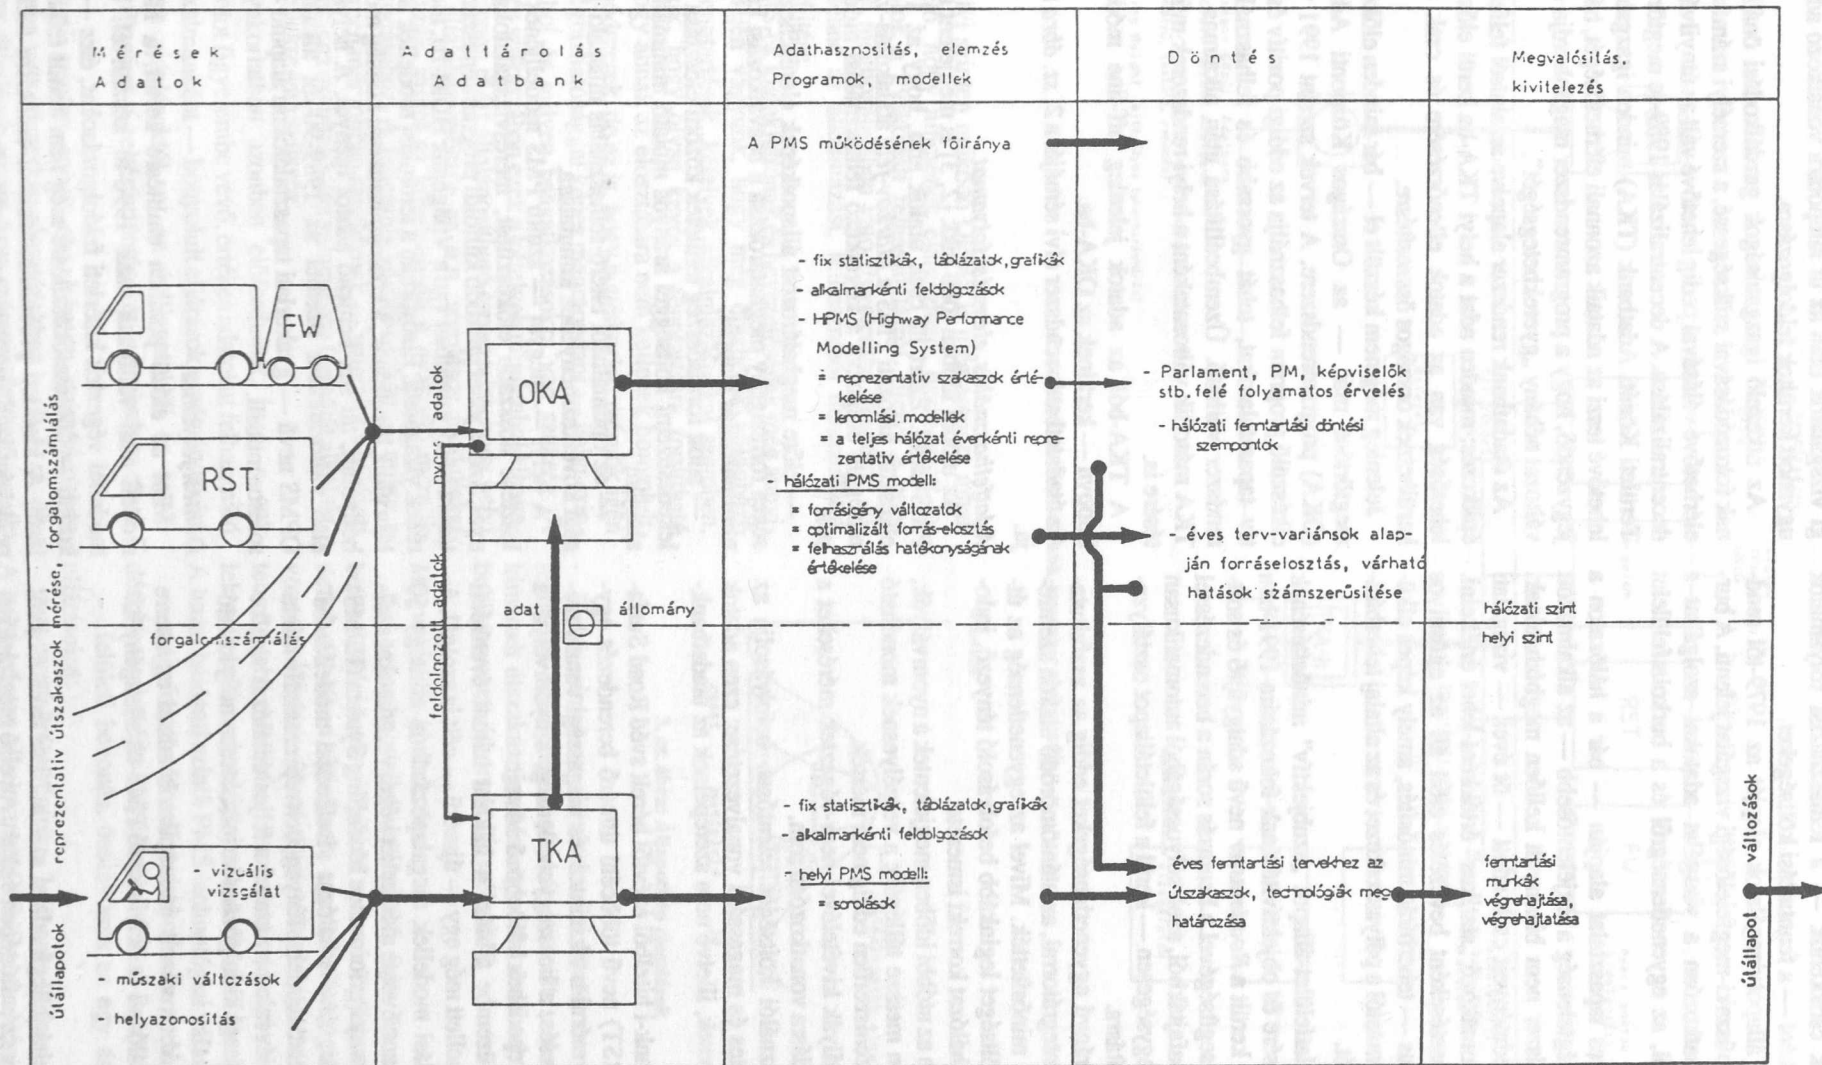 Mérések
Adatok
Adattárolás
Adatbank
Adathasznosítás, elemzés
Programok, modellek
Döntés
Megvalósítás,
kivitelezés
A PMS működésének főiránya
FW
RST
reprezentatív útszakaszok mérése, forgalomszámlálás
forgalomszámlálás
útállapotok
- vizuális
vizsgálat
- műszaki változások
- helyazonosítás
OKA
adatok
nyers
feldolgozott adatok
adat
állomány
TKA
- fix statisztikák, táblázatok,grafikák
- alkalmankénti feldolgozások
- HPMS (Highway Performance
Modelling System)
= reprezentatív szakaszok érté-
kelése
= leromlási modellek
= a teljes hálózat évenkénti repre-
zentatív értékelése
- hálózati PMS modell:
= forrásigény változatok
= optimalizált forrás-elosztás
= felhasználás hatékonyságának
értékelése
- Parlament, PM, képviselők
stb.felé folyamatos érvelés
- hálózati fenntartási döntési
szempontok
- éves terv-variánsok alap-
ján forráselosztás, várható
hatások számszerűsítése
hálózati szint
helyi szint
- fix statisztikák, táblázatok,grafikák
- alkalmankénti feldolgozások
- helyi PMS modell:
= sorolások
éves fenntartási tervekhez az
útszakaszok, technológiák meg-
határozása
fenntartási
munkák
végrehajtása,
végrehajtatása
útállapot változások